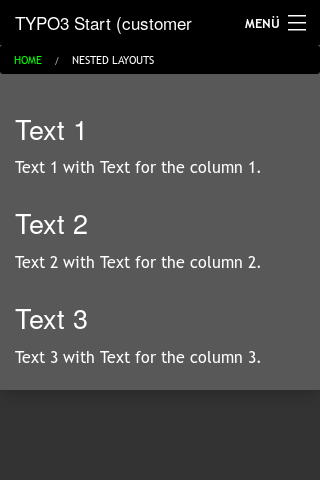 TYPO3 Start (customer
MENÜ
HOME / NESTED LAYOUTS
Text 1
Text 1 with Text for the column 1.
Text 2
Text 2 with Text for the column 2.
Text 3
Text 3 with Text for the column 3.